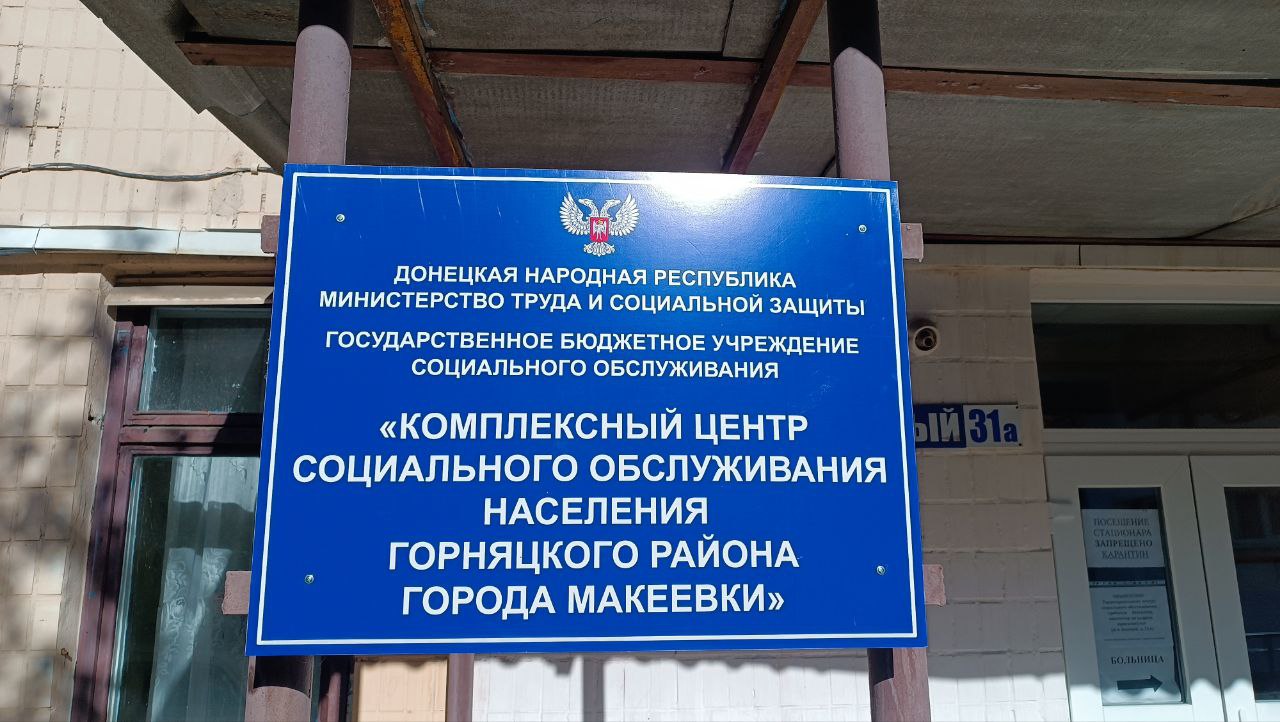 ДОНЕЦКАЯ НАРОДНАЯ РЕСПУБЛИКА
МИНИСТЕРСТВО ТРУДА И СОЦИАЛЬНОЙ ЗАЩИТЫ
ГОСУДАРСТВЕННОЕ БЮДЖЕТНОЕ УЧРЕЖДЕНИЕ
СОЦИАЛЬНОГО ОБСЛУЖИВАНИЯ
«КОМПЛЕКСНЫЙ ЦЕНТР
СОЦИАЛЬНОГО ОБСЛУЖИВАНИЯ
НАСЕЛЕНИЯ
ГОРНЯЦКОГО РАЙОНА
ГОРОДА МАКЕЕВКИ»
ЫЙ 31а
ПОСЕЩЕНИЕ
СТАЦИОНАРА
ЗАПРЕЩЕНО
КАРАНТИН
БОЛЬНИЦА